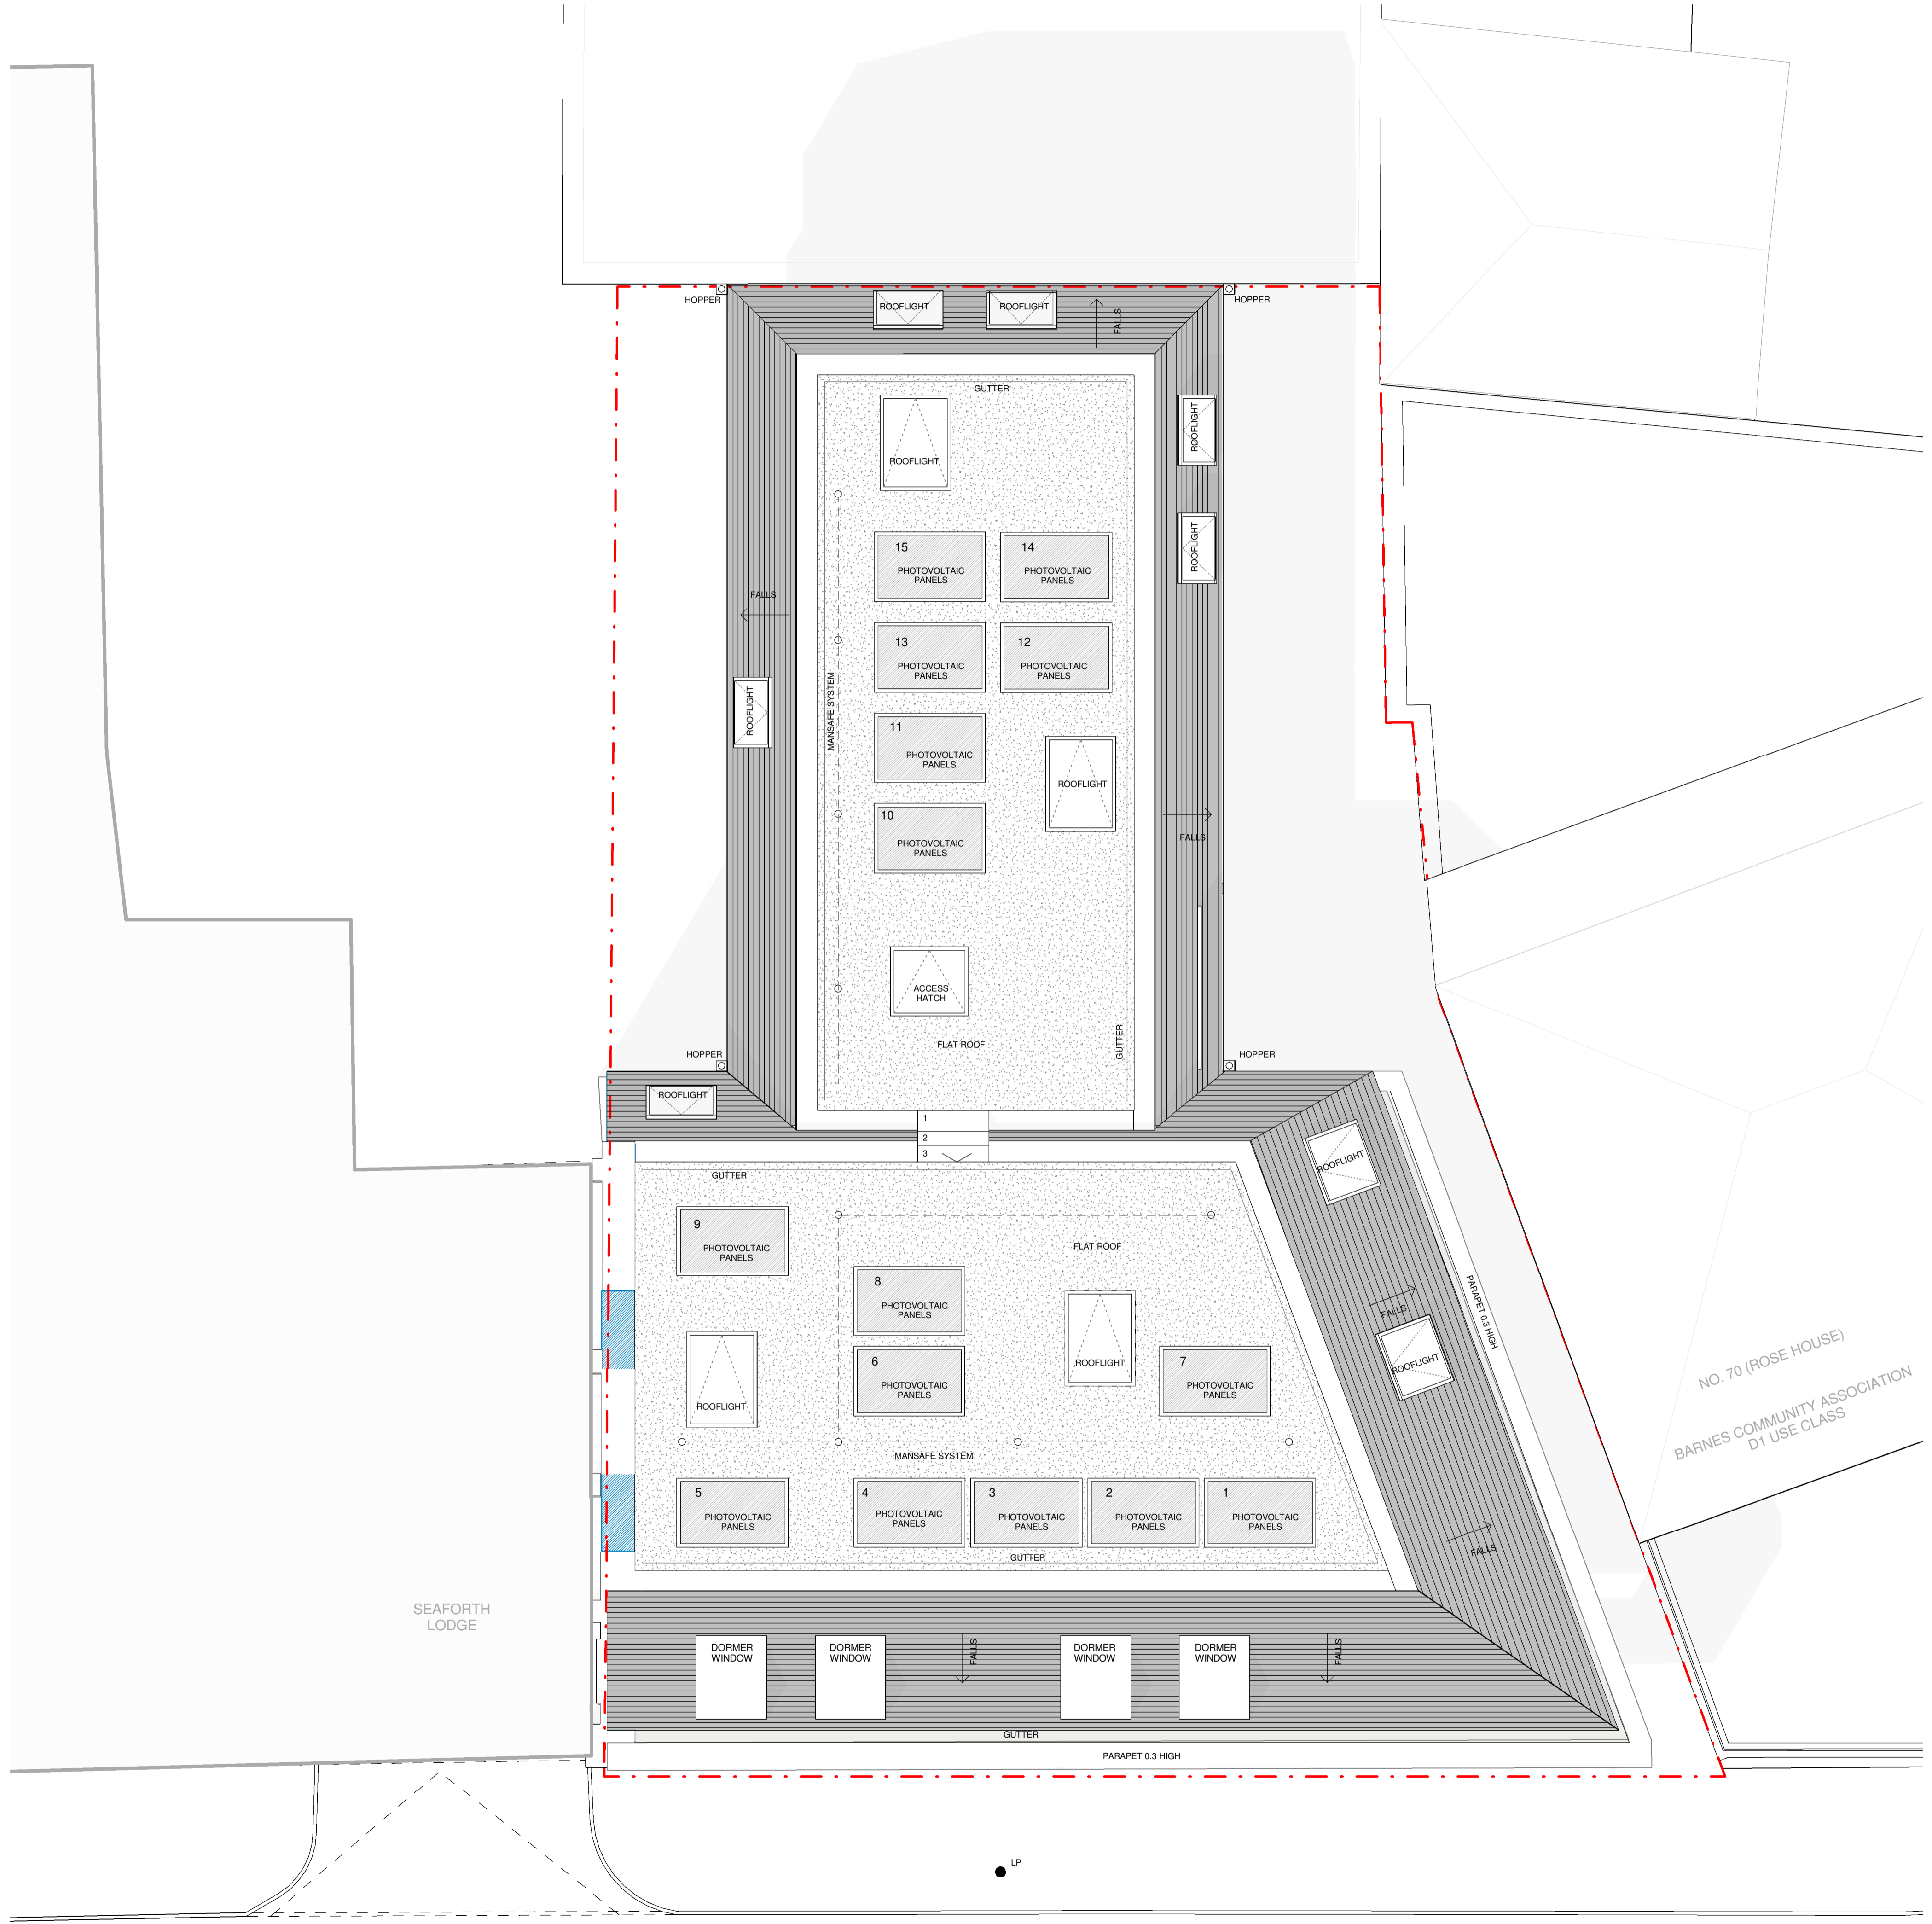 HOPPER
ROOFLIGHT
ROOFLIGHT
FALLS
HOPPER
GUTTER
ROOFLIGHT
ROOFLIGHT
ROOFLIGHT
15
PHOTOVOLTAIC
PANELS
14
PHOTOVOLTAIC
PANELS
FALLS
13
PHOTOVOLTAIC
PANELS
12
PHOTOVOLTAIC
PANELS
ROOFLIGHT
MANSAFE SYSTEM
11
PHOTOVOLTAIC
PANELS
ROOFLIGHT
10
PHOTOVOLTAIC
PANELS
FALLS
ACCESS
HATCH
FLAT ROOF
GUTTER
HOPPER
HOPPER
ROOFLIGHT
1
2
3
GUTTER
ROOFLIGHT
9
PHOTOVOLTAIC
PANELS
FLAT ROOF
8
PHOTOVOLTAIC
PANELS
FALLS
PARAPET 0.3 HIGH
6
PHOTOVOLTAIC
PANELS
ROOFLIGHT
7
PHOTOVOLTAIC
PANELS
ROOFLIGHT
ROOFLIGHT
NO. 70 (ROSE HOUSE)
BARNES COMMUNITY ASSOCIATION
D1 USE CLASS
MANSAFE SYSTEM
5
PHOTOVOLTAIC
PANELS
4
PHOTOVOLTAIC
PANELS
3
PHOTOVOLTAIC
PANELS
2
PHOTOVOLTAIC
PANELS
1
PHOTOVOLTAIC
PANELS
FALLS
GUTTER
SEAFORTH
LODGE
DORMER
WINDOW
DORMER
WINDOW
FALLS
DORMER
WINDOW
DORMER
WINDOW
FALLS
GUTTER
PARAPET 0.3 HIGH
LP